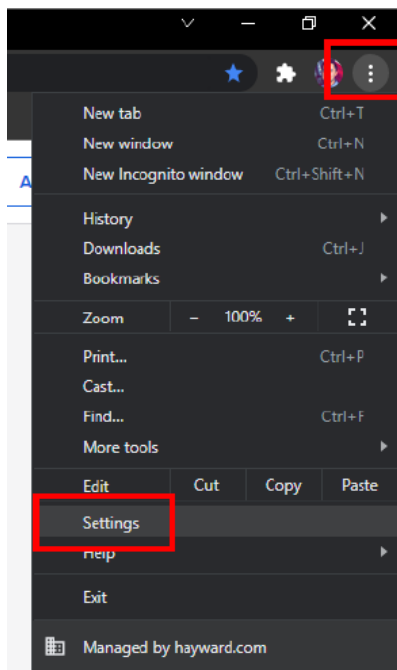 A
New tab Ctrl+T
New window Ctrl+N
New Incognito window Ctrl+Shift+N
History
Downloads Ctrl+J
Bookmarks
Zoom - 100% +
Print... Ctrl+P
Cast...
Find... Ctrl+F
More tools
Edit Cut Copy Paste
Settings
Help
Exit
Managed by hayward.com